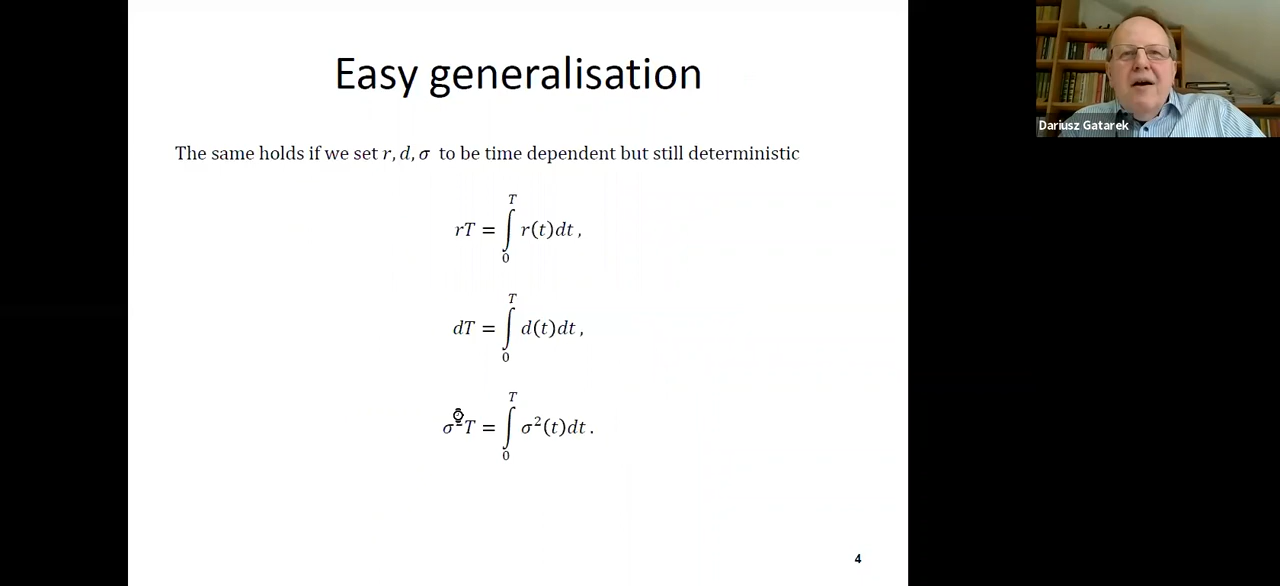 Easy generalisation
Dariusz Gatarek
The same holds if we set r, d, σ to be time dependent but still deterministic
rT = ∫₀ᵀ r(t)dt ,
dT = ∫₀ᵀ d(t)dt ,
σ²T = ∫₀ᵀ σ²(t)dt .
4